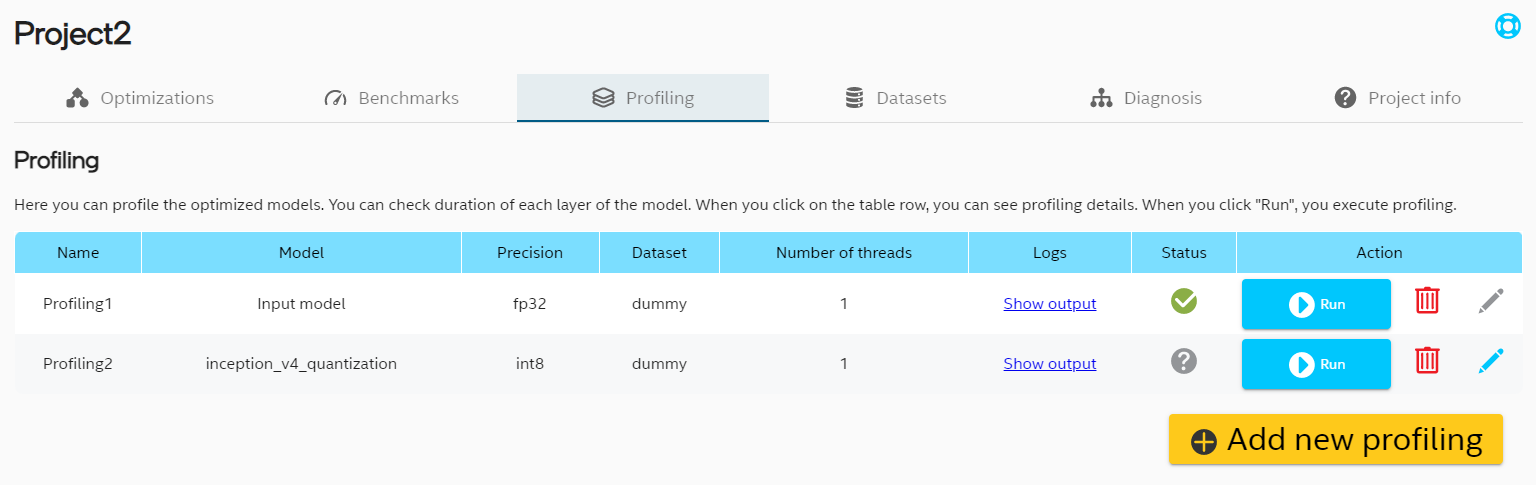 Project2
Optimizations Benchmarks Profiling Datasets Diagnosis Project info
Profiling
Here you can profile the optimized models. You can check duration of each layer of the model. When you click on the table row, you can see profiling details. When you click "Run", you execute profiling.
Name Model Precision Dataset Number of threads Logs Status Action
Profiling1 Input model fp32 dummy 1 Show output Run
Profiling2 inception_v4_quantization int8 dummy 1 Show output Run
Add new profiling